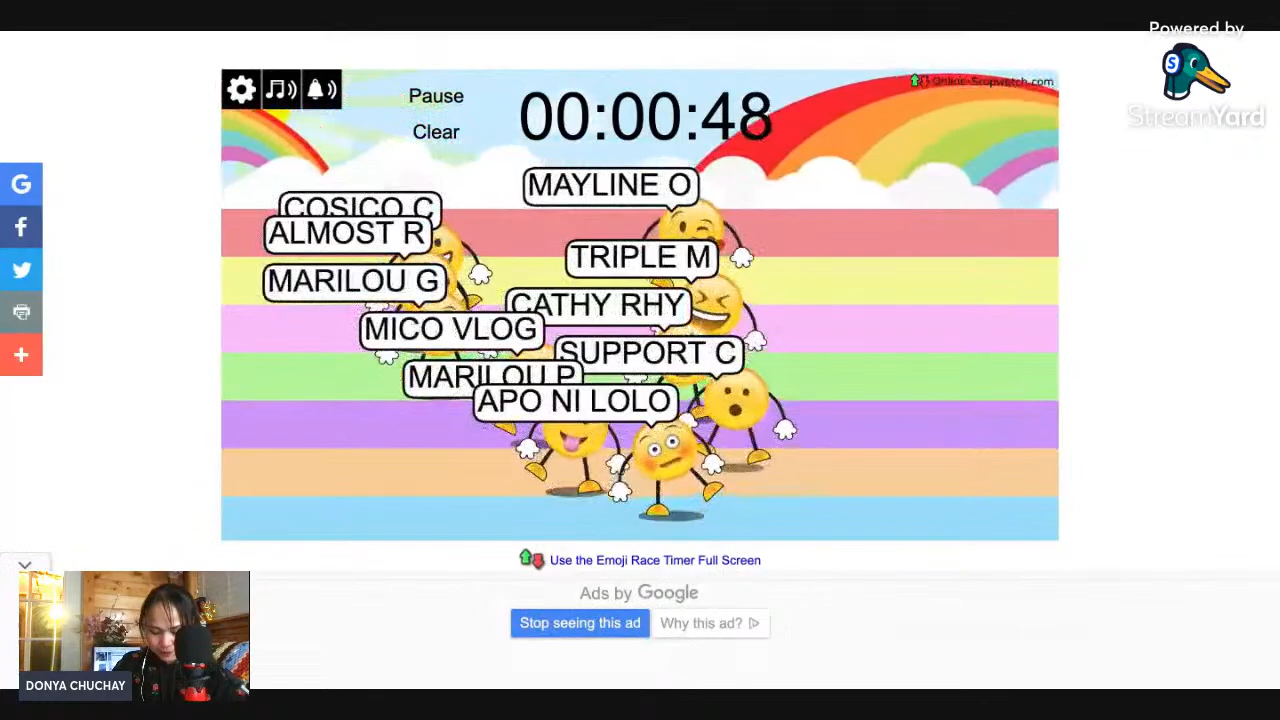 Powered by
StreamYard
Pause
Clear
00:00:48
Online-Stopwatch.com
MAYLINE O
COSICO C
ALMOST R
TRIPLE M
MARILOU G
CATHY RHY
MICO VLOG
SUPPORT C
MARILOU P
APO NI LOLO
Use the Emoji Race Timer Full Screen
Ads by Google
Stop seeing this ad
Why this ad?
DONYA CHUCHAY